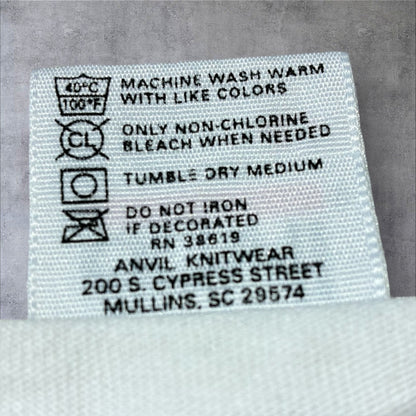 40°C
100°F
MACHINE WASH WARM
WITH LIKE COLORS
CL
ONLY NON-CHLORINE
BLEACH WHEN NEEDED
TUMBLE DRY MEDIUM
DO NOT IRON
IF DECORATED
RN 38619
ANVIL KNITWEAR
200 S. CYPRESS STREET
MULLINS, SC 29574